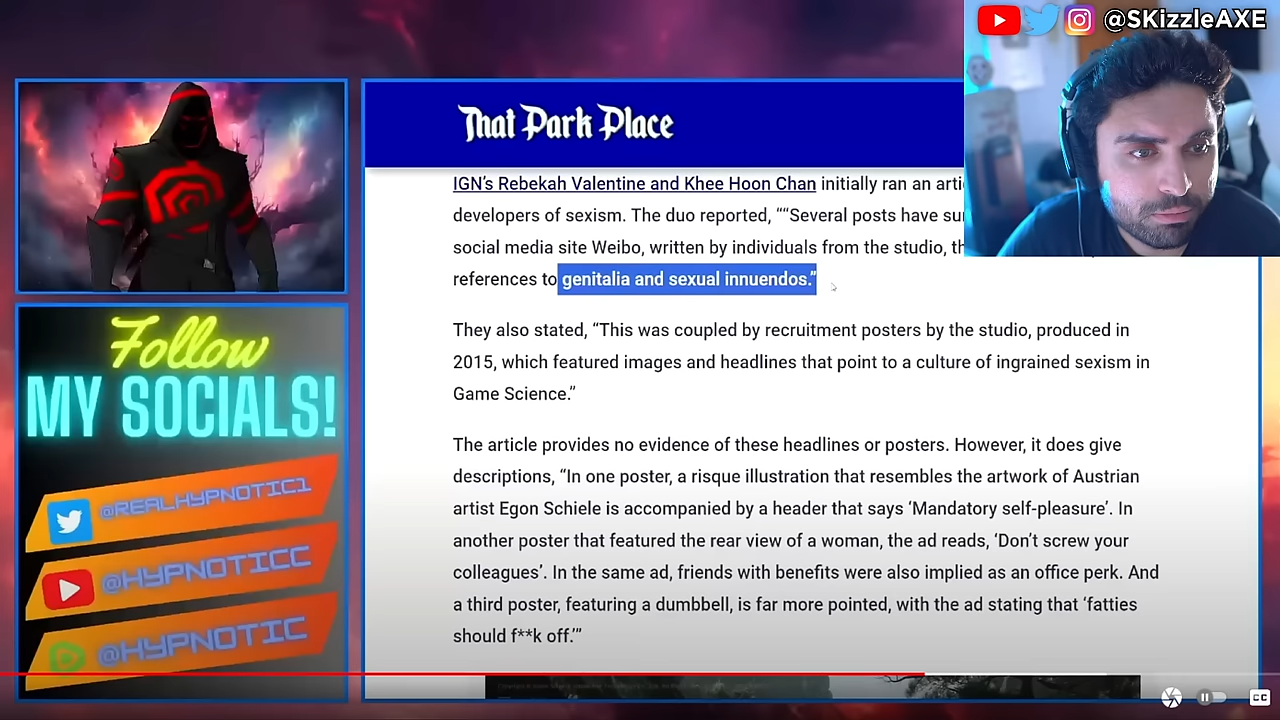 @SKizzleAXE
That Park Place
IGN's Rebekah Valentine and Khee Hoon Chan initially ran an arti
developers of sexism. The duo reported, "“Several posts have su
social media site Weibo, written by individuals from the studio, th
references to genitalia and sexual innuendos.”
They also stated, “This was coupled by recruitment posters by the studio, produced in
2015, which featured images and headlines that point to a culture of ingrained sexism in
Game Science.”
The article provides no evidence of these headlines or posters. However, it does give
descriptions, “In one poster, a risque illustration that resembles the artwork of Austrian
artist Egon Schiele is accompanied by a header that says ‘Mandatory self-pleasure’. In
another poster that featured the rear view of a woman, the ad reads, ‘Don’t screw your
colleagues’. In the same ad, friends with benefits were also implied as an office perk. And
a third poster, featuring a dumbbell, is far more pointed, with the ad stating that ‘fatties
should f**k off.’”
Follow
MY SOCIALS!
@REALHYPNOTIC1
@HYPNOTICC
@HYPNOTIC
CC